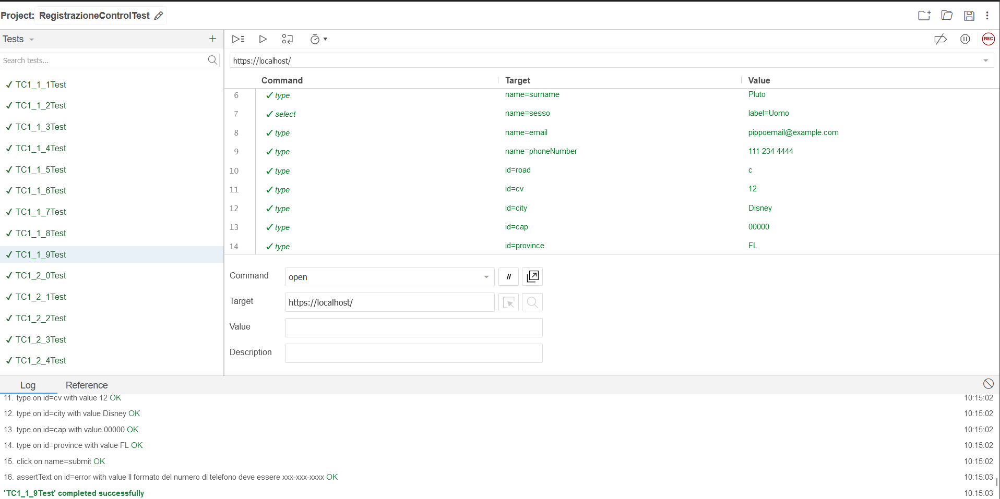 Project: RegistrazioneControlTest
Tests
REC
Search tests...
https://localhost/
Command Target Value
TC1_1_1Test
TC1_1_2Test
TC1_1_3Test
TC1_1_4Test
TC1_1_5Test
TC1_1_6Test
TC1_1_7Test
TC1_1_8Test
TC1_1_9Test
TC1_2_0Test
TC1_2_1Test
TC1_2_2Test
TC1_2_3Test
TC1_2_4Test
6 ✓ type name=surname Pluto
7 ✓ select name=sesso label=Uomo
8 ✓ type name=email pippoemail@example.com
9 ✓ type name=phoneNumber 111 234 4444
10 ✓ type id=road c
11 ✓ type id=cv 12
12 ✓ type id=city Disney
13 ✓ type id=cap 00000
14 ✓ type id=province FL
Command open //
Target https://localhost/
Value
Description
Log Reference
11. type on id=cv with value 12 OK 10:15:02
12. type on id=city with value Disney OK 10:15:02
13. type on id=cap with value 00000 OK 10:15:02
14. type on id=province with value FL OK 10:15:02
15. click on name=submit OK 10:15:02
16. assertText on id=error with value Il formato del numero di telefono deve essere xxx-xxx-xxxx OK 10:15:03
'TC1_1_9Test' completed successfully 10:15:03